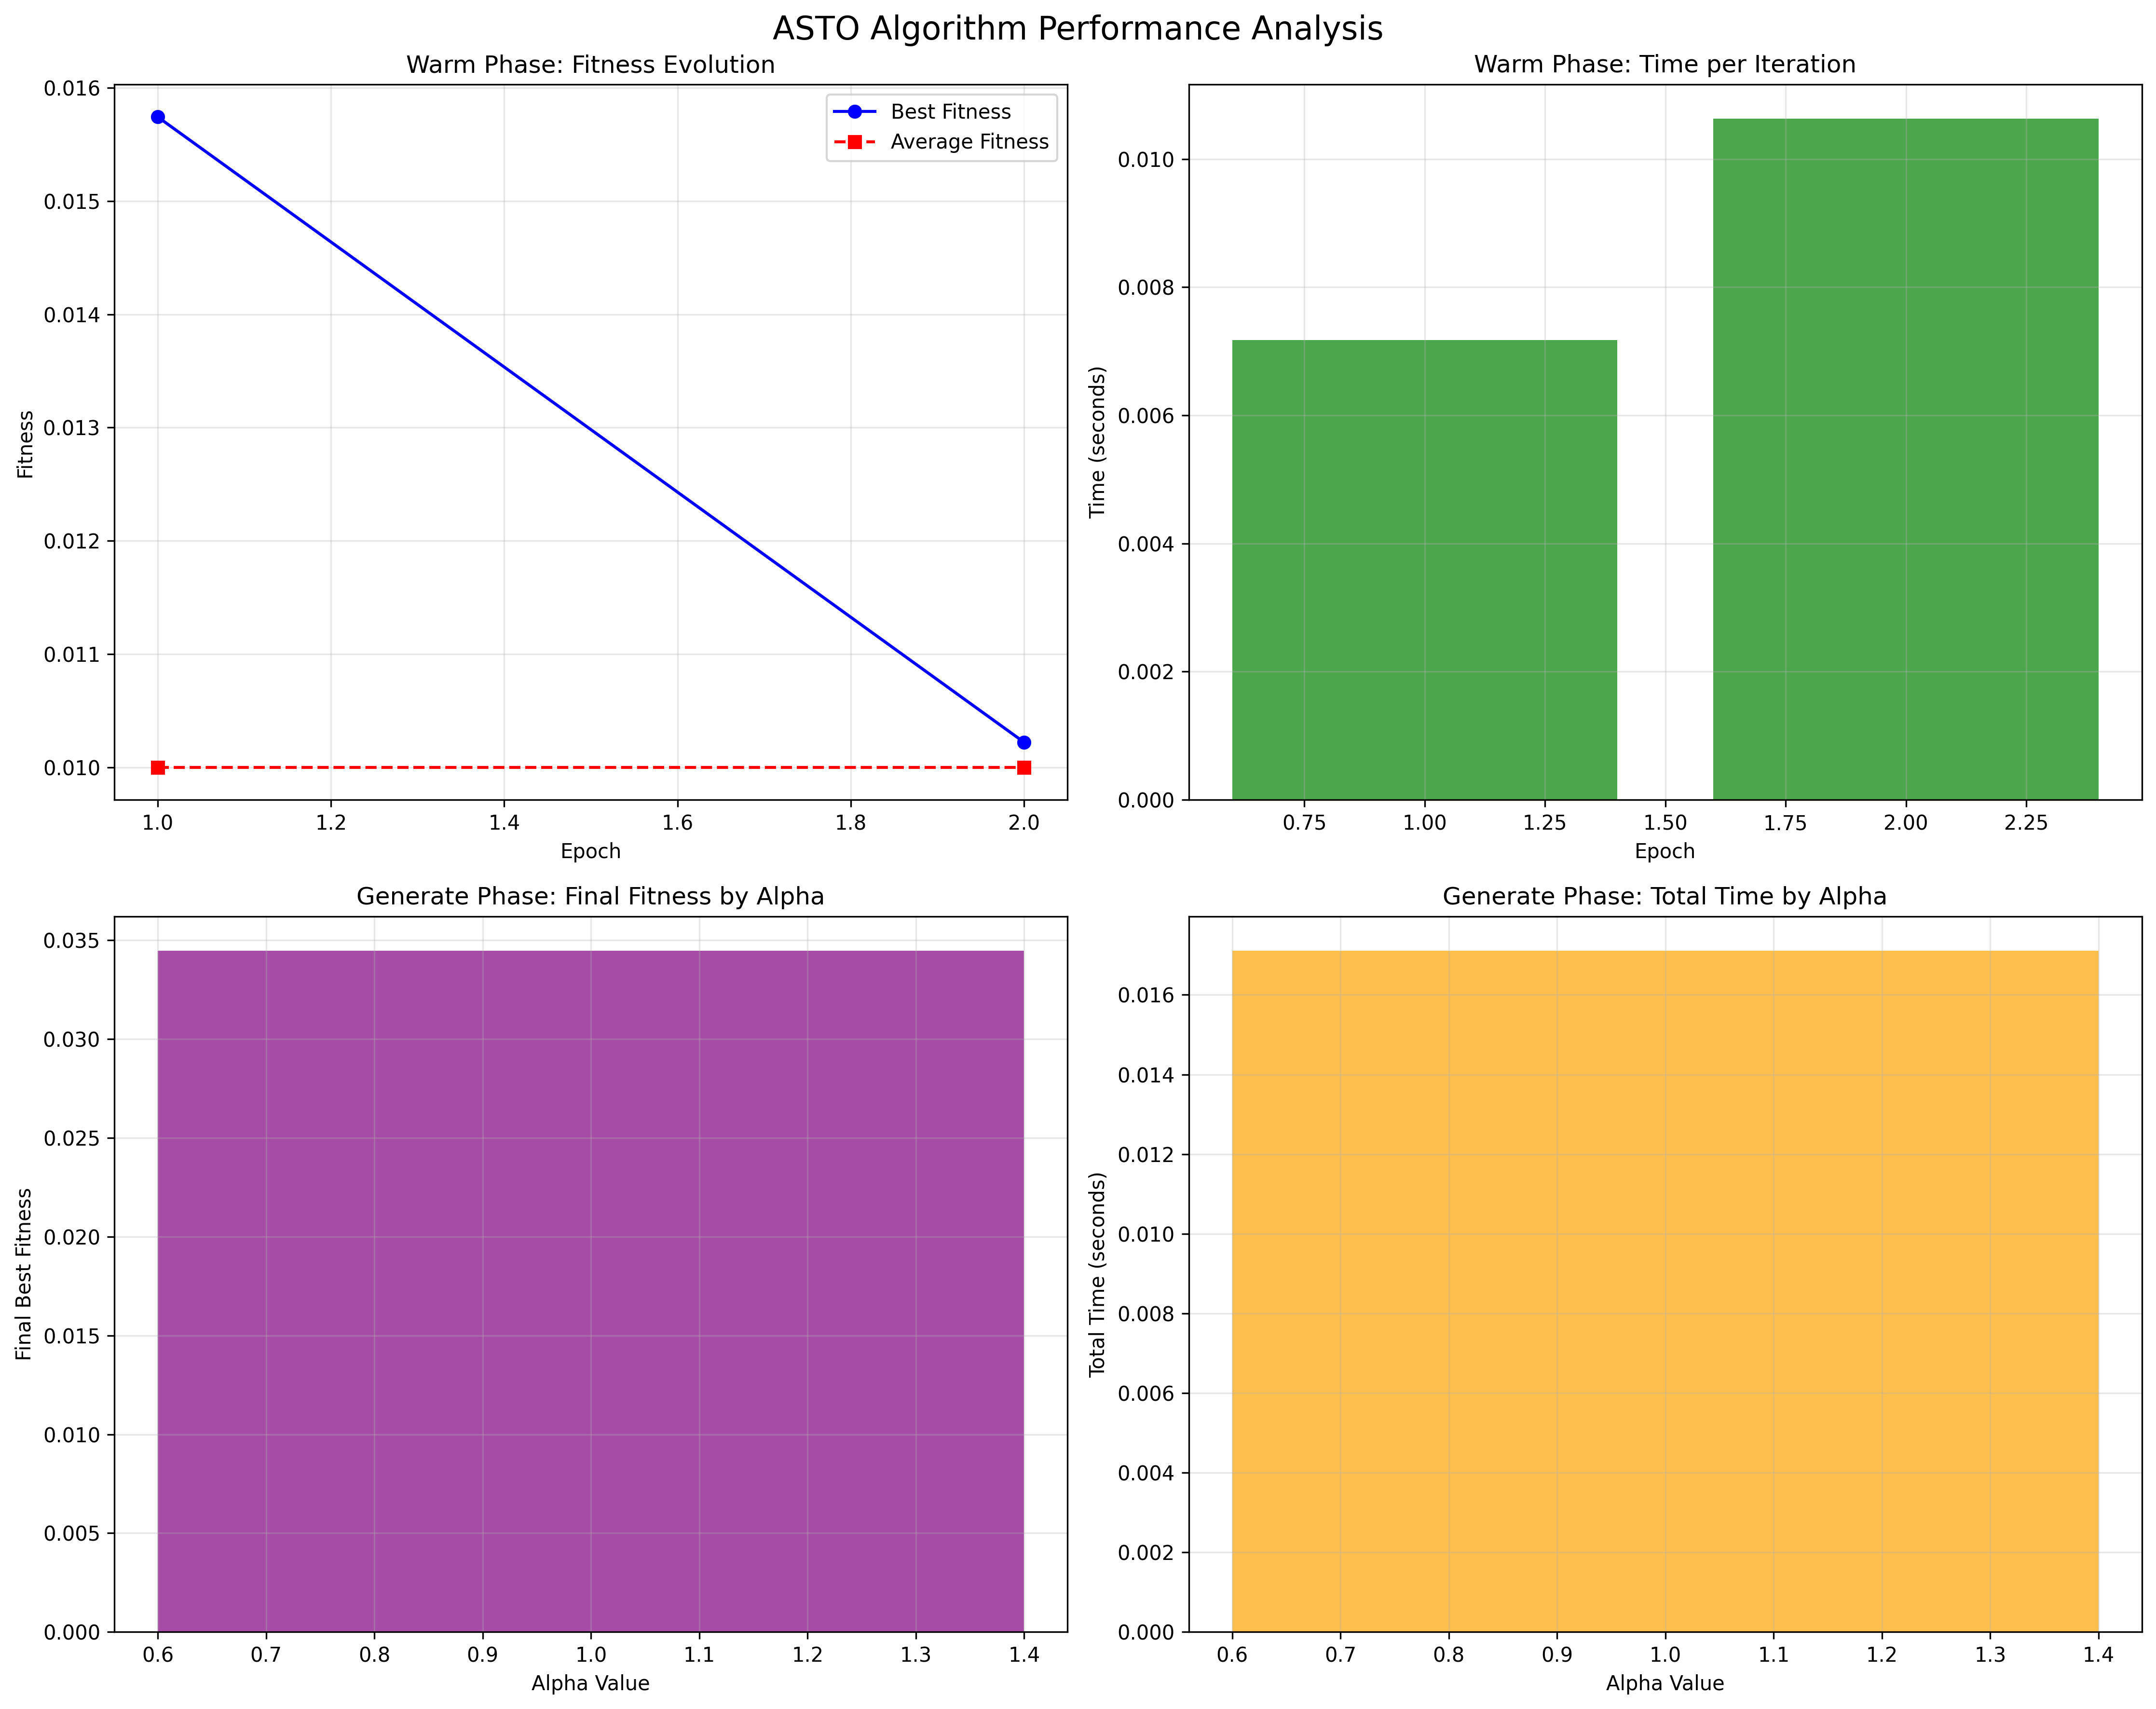 ASTO Algorithm Performance Analysis
Warm Phase: Fitness Evolution
0.016
0.015
0.014
0.013
0.012
0.011
0.010
Fitness
Best Fitness
Average Fitness
1.0 1.2 1.4 1.6 1.8 2.0
Epoch
Warm Phase: Time per Iteration
0.010
0.008
0.006
0.004
0.002
0.000
Time (seconds)
0.75 1.00 1.25 1.50 1.75 2.00 2.25
Epoch
Generate Phase: Final Fitness by Alpha
0.035
0.030
0.025
0.020
0.015
0.010
0.005
0.000
Final Best Fitness
0.6 0.7 0.8 0.9 1.0 1.1 1.2 1.3 1.4
Alpha Value
Generate Phase: Total Time by Alpha
0.016
0.014
0.012
0.010
0.008
0.006
0.004
0.002
0.000
Total Time (seconds)
0.6 0.7 0.8 0.9 1.0 1.1 1.2 1.3 1.4
Alpha Value